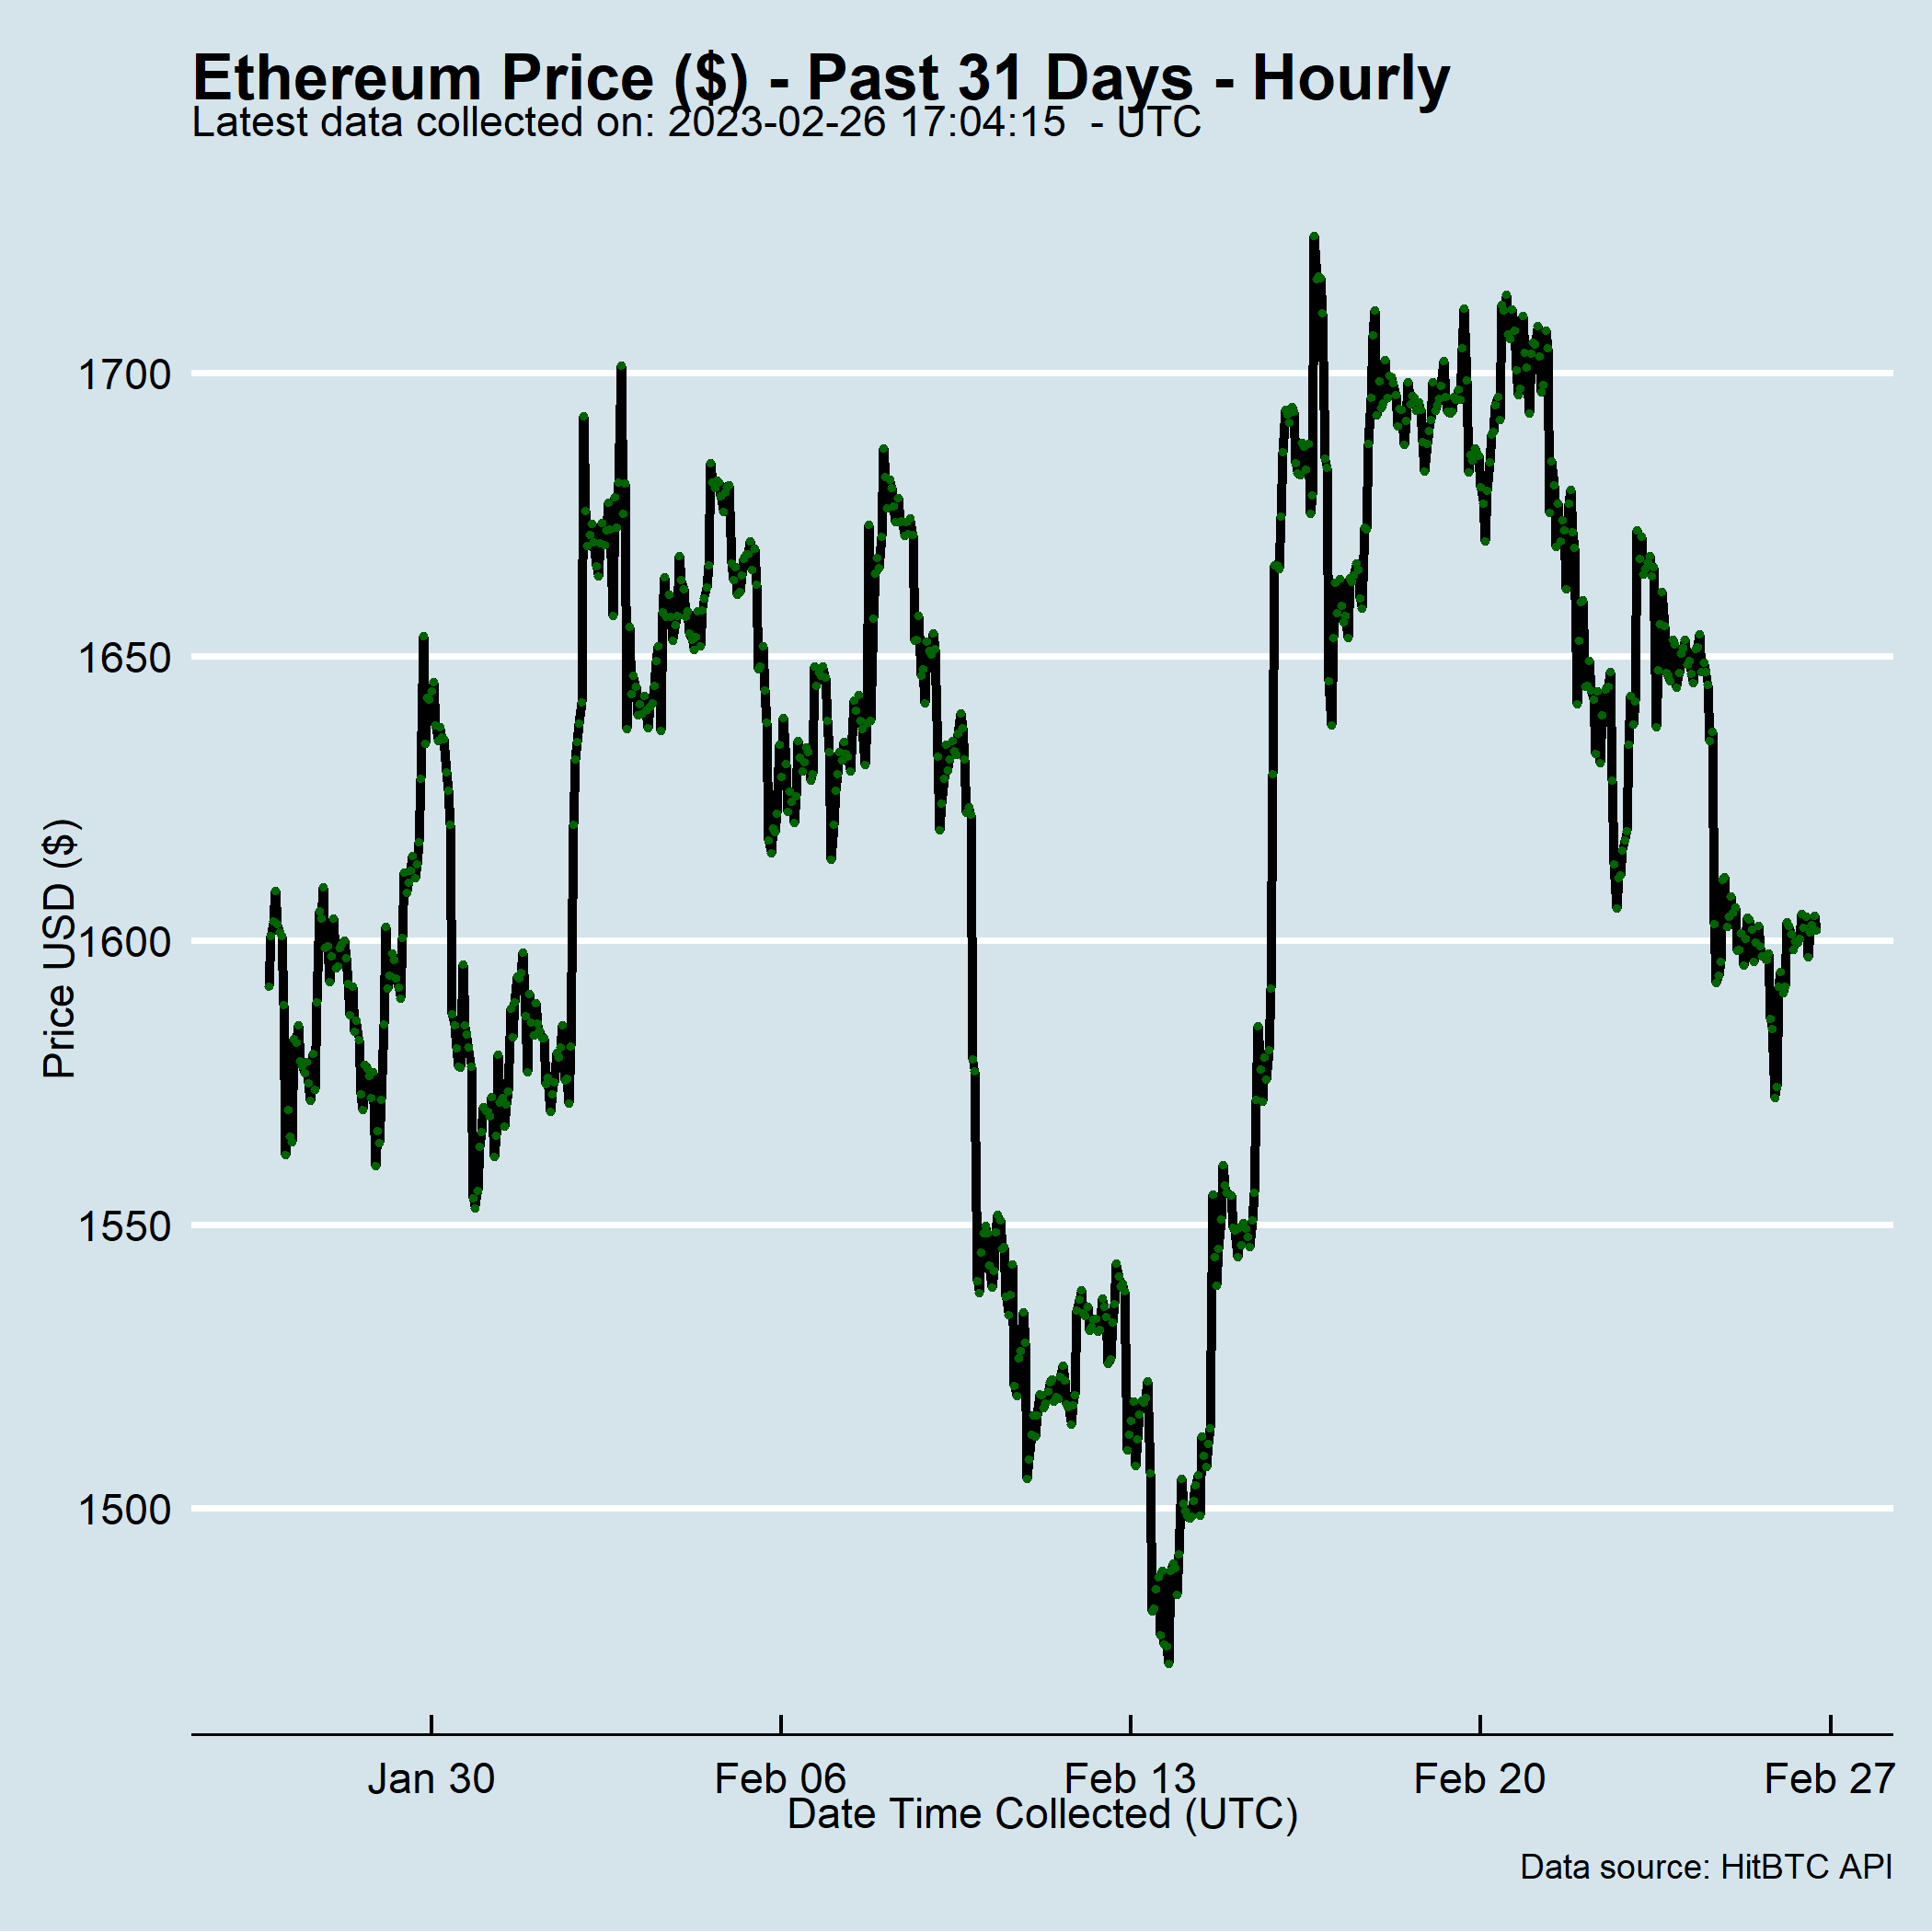 Ethereum Price ($) - Past 31 Days - Hourly
Latest data collected on: 2023-02-26 17:04:15  - UTC
Price USD ($)
1700
1650
1600
1550
1500
Jan 30 Feb 06 Feb 13 Feb 20 Feb 27
Date Time Collected (UTC)
Data source: HitBTC API